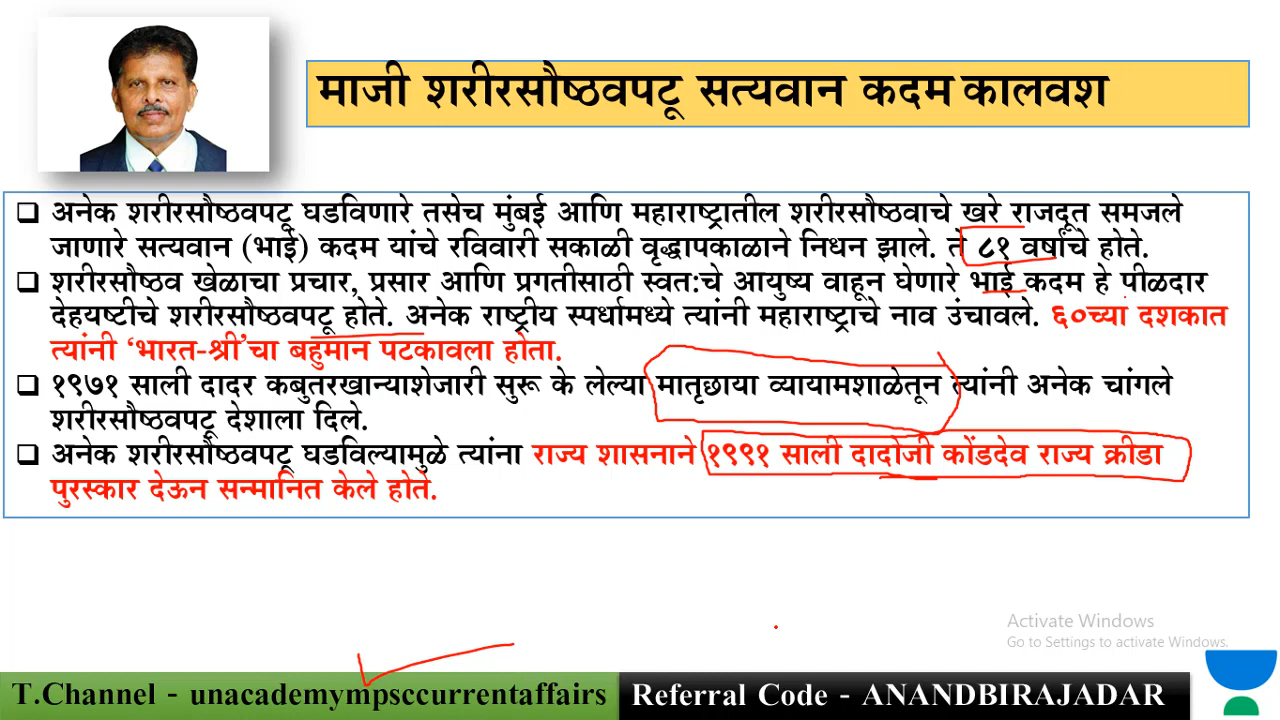 माजी शरीरसौष्ठवपटू सत्यवान कदम कालवश
अनेक शरीरसौष्ठवपटू घडविणारे तसेच मुंबई आणि महाराष्ट्रातील शरीरसौष्ठवाचे खरे राजदूत समजले
जाणारे सत्यवान (भाई) कदम यांचे रविवारी सकाळी वृद्धापकाळाने निधन झाले. ते ८१ वर्षांचे होते.
शरीरसौष्ठव खेळाचा प्रचार, प्रसार आणि प्रगतीसाठी स्वत:चे आयुष्य वाहून घेणारे भाई कदम हे पीळदार
देहयष्टीचे शरीरसौष्ठवपटू होते. अनेक राष्ट्रीय स्पर्धामध्ये त्यांनी महाराष्ट्राचे नाव उंचावले. ६०च्या दशकात
त्यांनी ‘भारत-श्री’चा बहुमान पटकावला होता.
१९७१ साली दादर कबुतरखान्याशेजारी सुरू के लेल्या मातृछाया व्यायामशाळेतून त्यांनी अनेक चांगले
शरीरसौष्ठवपटू देशाला दिले.
अनेक शरीरसौष्ठवपटू घडविल्यामुळे त्यांना राज्य शासनाने १९९१ साली दादोजी कोंडदेव राज्य क्रीडा
पुरस्कार देऊन सन्मानित केले होते.
Activate Windows
Go to Settings to activate Windows.
T.Channel - unacademympsccurrentaffairs Referral Code - ANANDBIRAJADAR